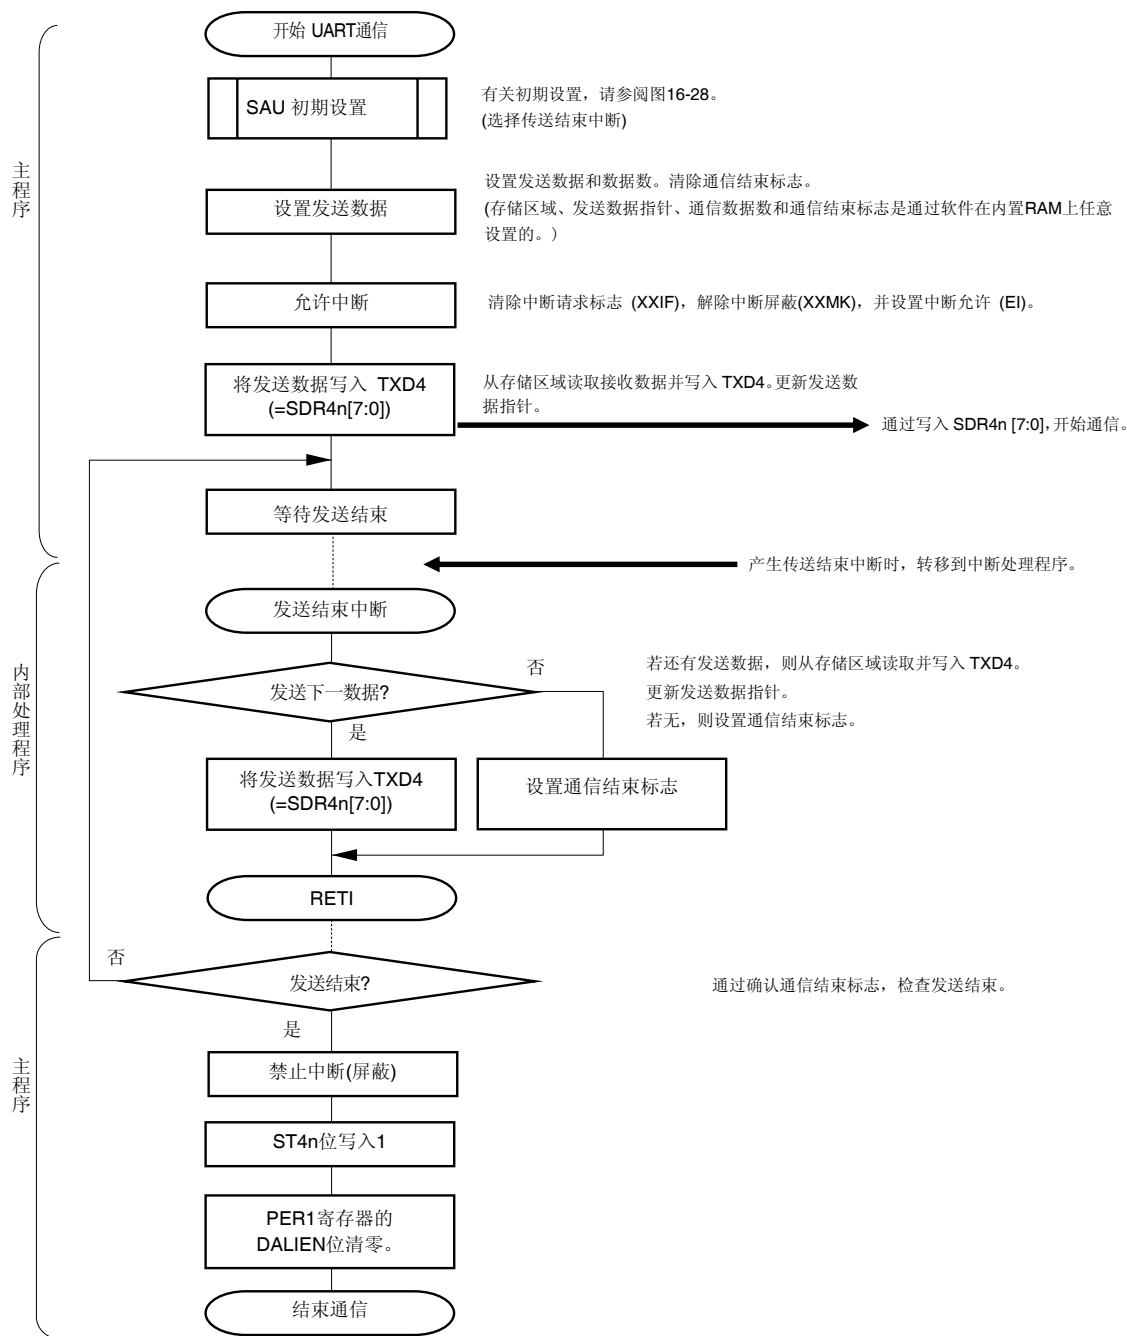 开始 UART通信
SAU 初期设置
有关初期设置，请参阅图16-28。
(选择传送结束中断)
主程序
设置发送数据
设置发送数据和数据数。清除通信结束标志。
(存储区域、发送数据指针、通信数据数和通信结束标志是通过软件在内置RAM上任意
设置的。）
允许中断
清除中断请求标志 (XXIF)，解除中断屏蔽(XXMK)，并设置中断允许 (EI)。
将发送数据写入 TXD4
(=SDR4n[7:0])
从存储区域读取接收数据并写入 TXD4。更新发送数
据指针。
通过写入 SDR4n [7:0]，开始通信。
等待发送结束
产生传送结束中断时，转移到中断处理程序。
发送结束中断
内部处理程序
发送下一数据?
否
是
若还有发送数据，则从存储区域读取并写入 TXD4。
更新发送数据指针。
若无，则设置通信结束标志。
将发送数据写入TXD4
(=SDR4n[7:0])
设置通信结束标志
RETI
否
发送结束?
是
通过确认通信结束标志，检查发送结束。
主程序
禁止中断(屏蔽)
ST4n位写入1
PER1寄存器的
DALIEN位清零。
结束通信